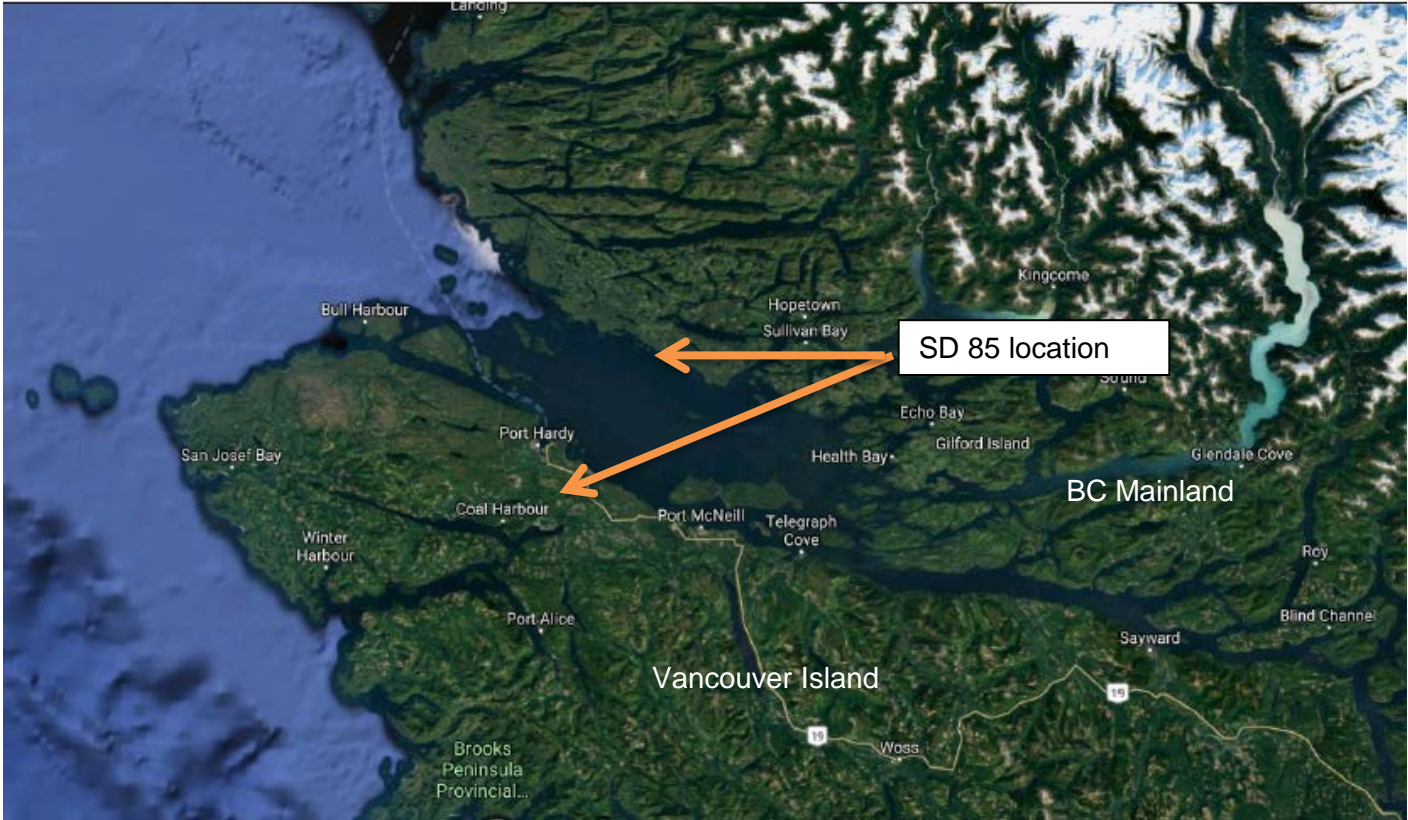 Landing
Kingcome
Hopetown
Bull Harbour
Sullivan Bay
SD 85 location
Sound
Echo Bay
Port Hardy
Gilford Island
San Josef Bay
Health Bay
Glendale Cove
BC Mainland
Coal Harbour
Port McNeill
Telegraph
Cove
Winter
Harbour
Roy
Port Alice
Blind Channel
Sayward
Vancouver Island
19
19
Woss
Brooks
Peninsula
Provincial...